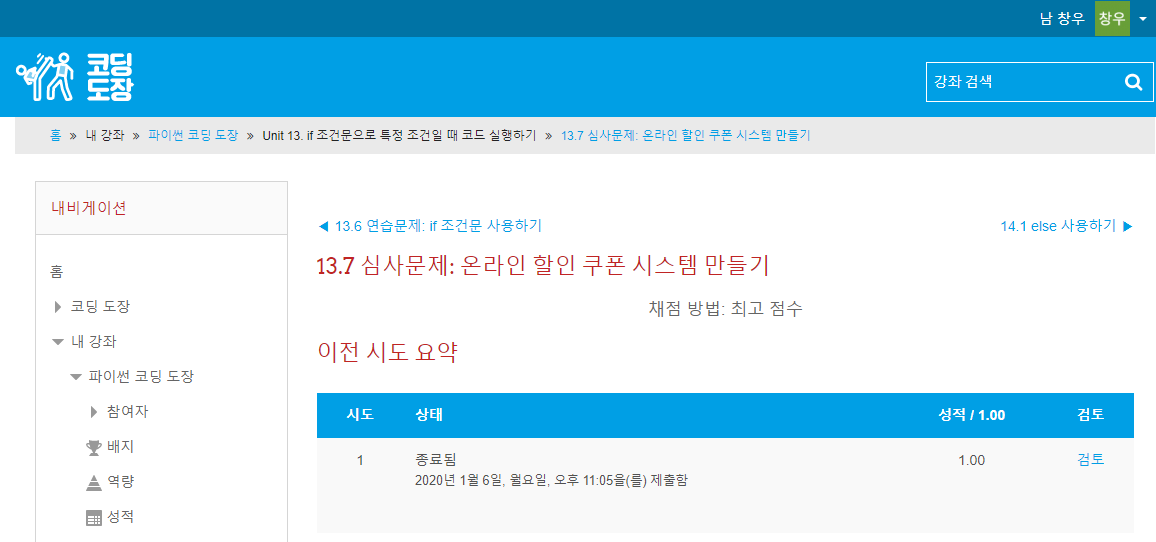 남 창우 창우
코딩
도장
강좌 검색
홈 » 내 강좌 » 파이썬 코딩 도장 » Unit 13. if 조건문으로 특정 조건일 때 코드 실행하기 » 13.7 심사문제: 온라인 할인 쿠폰 시스템 만들기
내비게이션
홈
코딩 도장
내 강좌
파이썬 코딩 도장
참여자
배지
역량
성적
◀ 13.6 연습문제: if 조건문 사용하기
14.1 else 사용하기 ▶
13.7 심사문제: 온라인 할인 쿠폰 시스템 만들기
채점 방법: 최고 점수
이전 시도 요약
시도 상태 성적 / 1.00 검토
1 종료됨 1.00 검토
2020년 1월 6일, 월요일, 오후 11:05을(를) 제출함